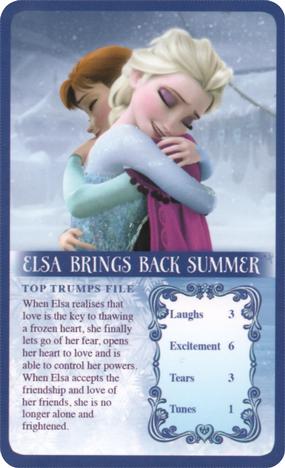 ELSA BRINGS BACK SUMMER
TOP TRUMPS FILE
When Elsa realises that
love is the key to thawing
a frozen heart, she finally
lets go of her fear, opens
her heart to love and is
able to control her powers.
When Elsa accepts the
friendship and love of
her friends, she is no
longer alone and
frightened.
Laughs 3
Excitement 6
Tears 3
Tunes 1